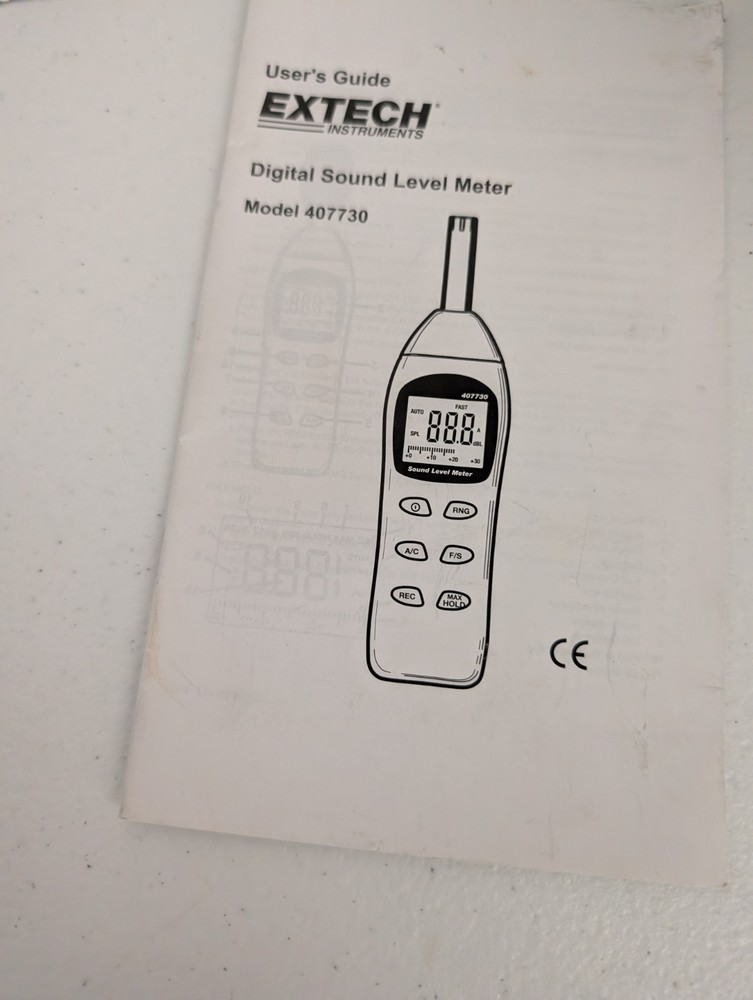 User's Guide
EXTECH®
INSTRUMENTS
Digital Sound Level Meter
Model 407730
407730
AUTO FAST
SPL 88.8 A
dBL
+0 +10 +20 +30
Sound Level Meter
RNG
A/C F/S
REC MAX
HOLD
CE